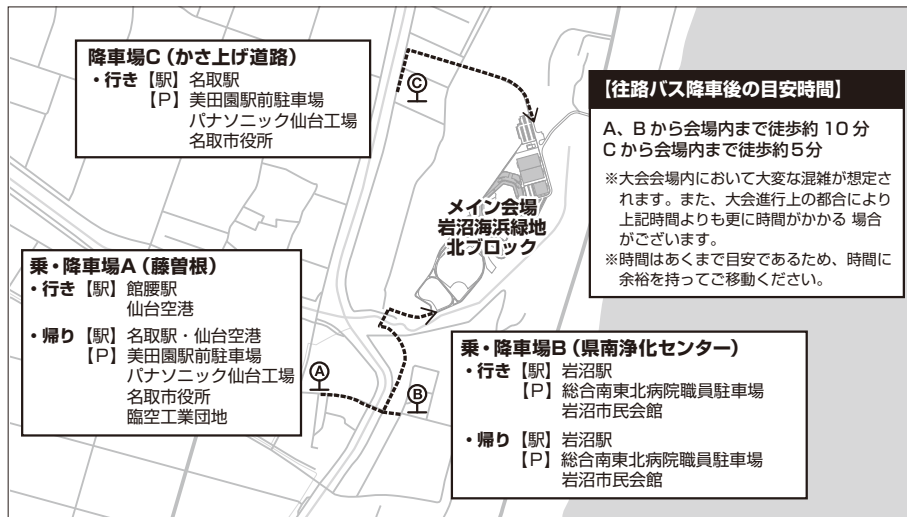 降車場C（かさ上げ道路）
・行き【駅】名取駅
【P】美田園駅前駐車場
パナソニック仙台工場
名取市役所
C
【往路バス降車後の目安時間】
A、Bから会場内まで徒歩約 10分
Cから会場内まで徒歩約5分
※大会会場内において大変な混雑が想定さ
れます。また、大会進行上の都合により
上記時間よりも更に時間がかかる 場合
がございます。
※時間はあくまで目安であるため、時間に
余裕を持ってご移動ください。
メイン会場
岩沼海浜緑地
北ブロック
乗・降車場A（藤曽根）
・行き【駅】館腰駅
仙台空港
・帰り【駅】名取駅・仙台空港
【P】美田園駅前駐車場
パナソニック仙台工場
名取市役所
臨空工業団地
A
B
乗・降車場B（県南浄化センター）
・行き【駅】岩沼駅
【P】総合南東北病院職員駐車場
岩沼市民会館
・帰り【駅】岩沼駅
【P】総合南東北病院職員駐車場
岩沼市民会館